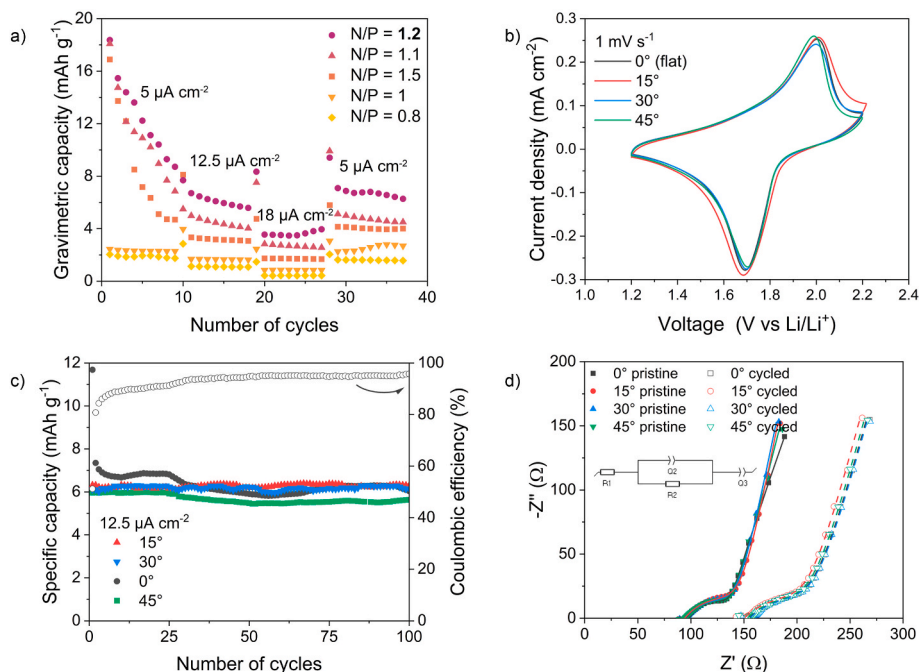 a)
Gravimetric capacity (mAh g⁻¹)
20
16
12
8
4
0
N/P = 1.2
N/P = 1.1
N/P = 1.5
N/P = 1
N/P = 0.8
5 µA cm⁻²
12.5 µA cm⁻²
18 µA cm⁻²
5 µA cm⁻²
0 10 20 30 40
Number of cycles
b)
Current density (mA cm⁻²)
0.3
0.2
0.1
0.0
-0.1
-0.2
-0.3
1 mV s⁻¹
0° (flat)
15°
30°
45°
1.0 1.2 1.4 1.6 1.8 2.0 2.2 2.4
Voltage (V vs Li/Li⁺)
c)
Specific capacity (mAh g⁻¹)
12
10
8
6
4
2
0
12.5 µA cm⁻²
15°
30°
0°
45°
100
80
60
40
20
0
Coulombic efficiency (%)
0 25 50 75 100
Number of cycles
d)
-Z'' (Ω)
-200
-150
-100
-50
0
0° pristine 0° cycled
15° pristine 15° cycled
30° pristine 30° cycled
45° pristine 45° cycled
R1
Q2
R2
Q3
0 50 100 150 200 250 300
Z' (Ω)